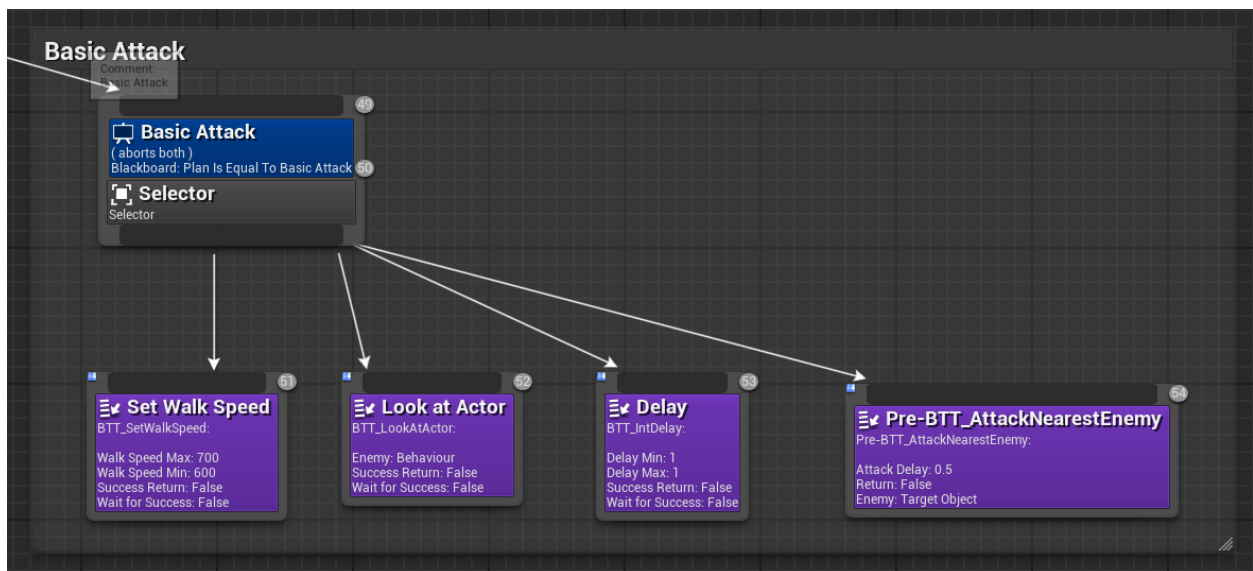 Basic Attack
Comment:
Basic Attack
49
Basic Attack
( aborts both )
Blackboard: Plan Is Equal To Basic Attack
50
Selector
Selector
51
Set Walk Speed
BTT_SetWalkSpeed:
Walk Speed Max: 700
Walk Speed Min: 600
Success Return: False
Wait for Success: False
52
Look at Actor
BTT_LookAtActor:
Enemy: Behaviour
Success Return: False
Wait for Success: False
53
Delay
BTT_IntDelay:
Delay Min: 1
Delay Max: 1
Success Return: False
Wait for Success: False
54
Pre-BTT_AttackNearestEnemy
Pre-BTT_AttackNearestEnemy:
Attack Delay: 0.5
Return: False
Enemy: Target Object